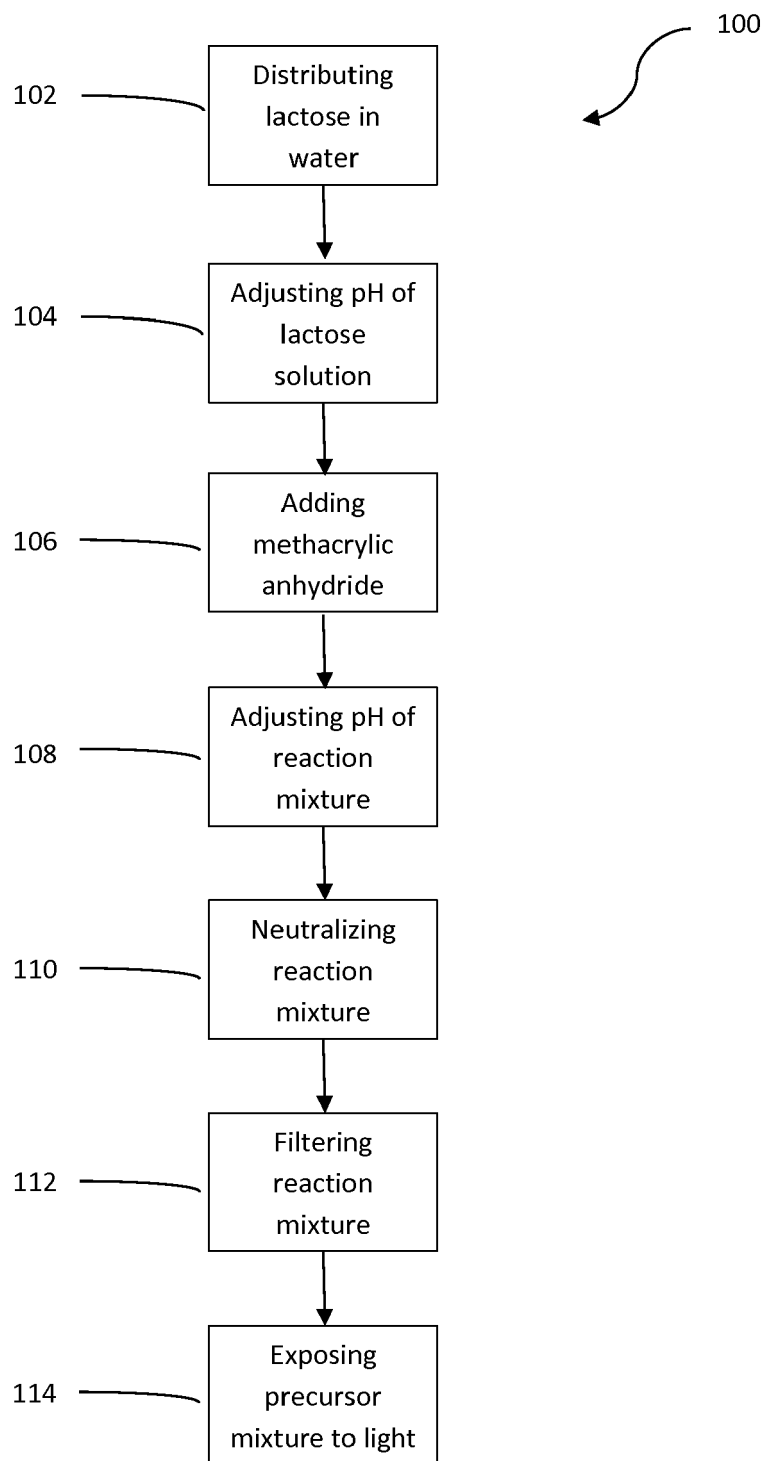 100
102
Distributing
lactose in
water
104
Adjusting pH of
lactose
solution
106
Adding
methacrylic
anhydride
108
Adjusting pH of
reaction
mixture
110
Neutralizing
reaction
mixture
112
Filtering
reaction
mixture
114
Exposing
precursor
mixture to light